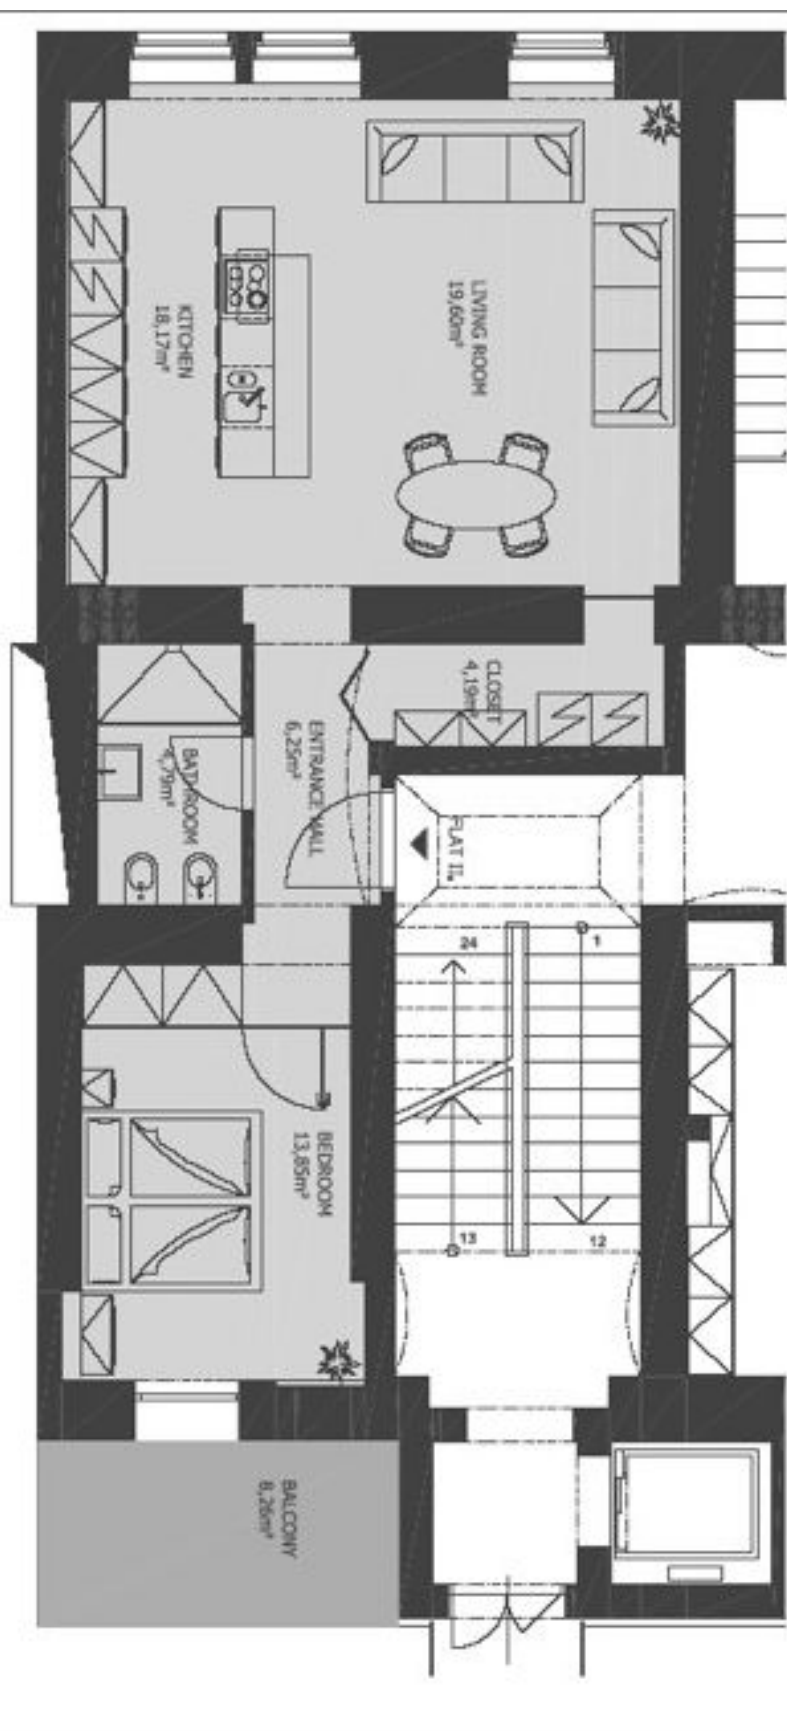 LIVING ROOM
19,60m²
KITCHEN
18,17m²
CLOSET
4,19m²
ENTRANCE HALL
6,25m²
BATHROOM
4,79m²
FLAT II.
24
1
13
12
BEDROOM
13,85m²
BALCONY
8,26m²